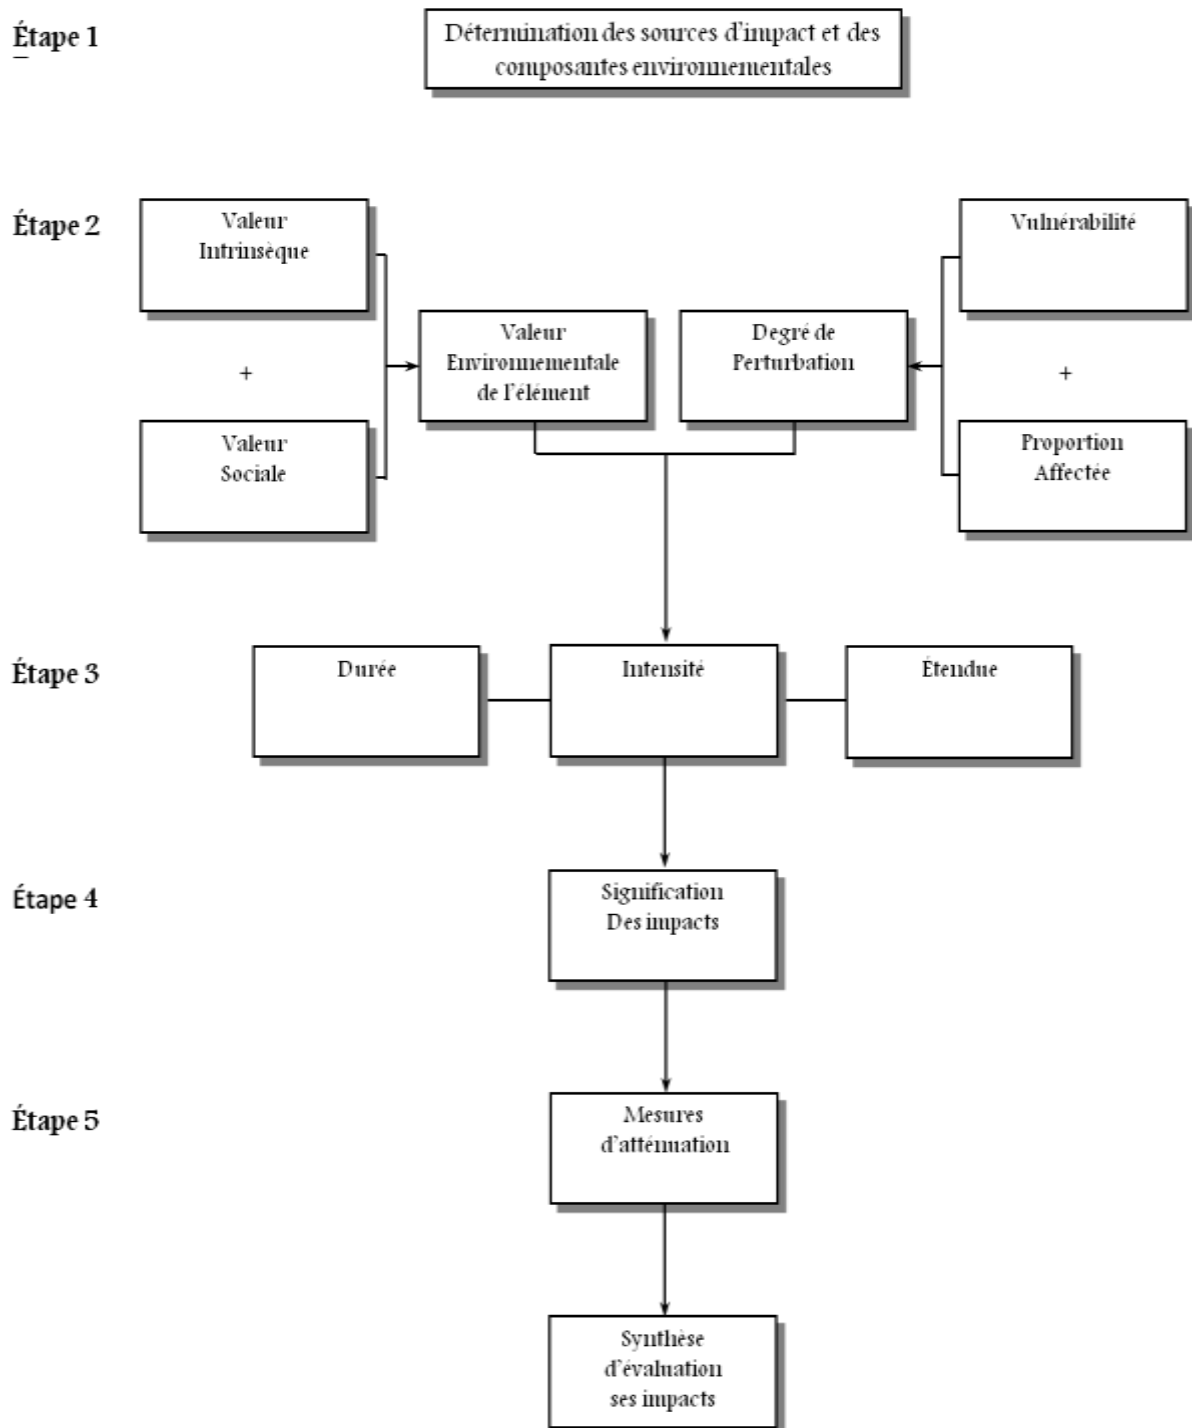 Étape 1
Détermination des sources d'impact et des
composantes environnementales
Étape 2
Valeur
Intrinsèque
+
Valeur
Sociale
Valeur
Environnementale
de l'élément
Degré de
Perturbation
Vulnérabilité
+
Proportion
Affectée
Étape 3
Durée
Intensité
Étendue
Étape 4
Signification
Des impacts
Étape 5
Mesures
d'atténuation
Synthèse
d'évaluation
ses impacts